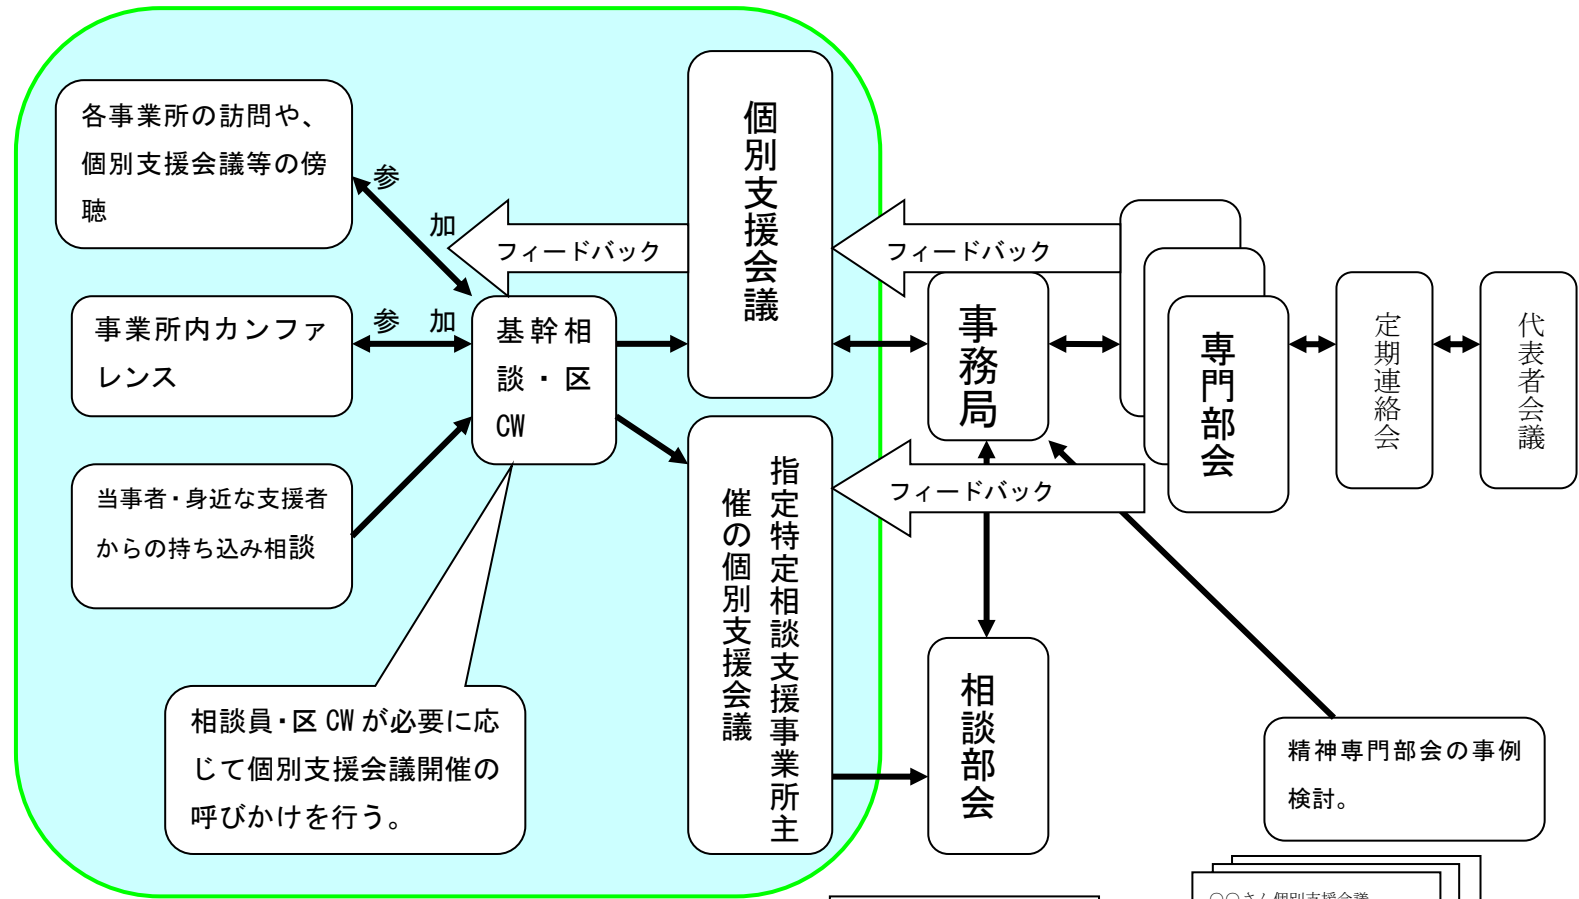 各事業所の訪問や、
個別支援会議等の傍
聴
参
加
フィードバック
個別支援会議
フィードバック
事業所内カンファ
レンス
参 加
基幹相
談・区
CW
事務局
専門部会
定期連絡会
代表者会議
当事者・身近な支援者
からの持ち込み相談
指定特定相談支援事業所主
催の個別支援会議
フィードバック
相談員・区 CW が必要に応
じて個別支援会議開催の
呼びかけを行う。
相談部会
精神専門部会の事例
検討。
○○さん個別支援会議